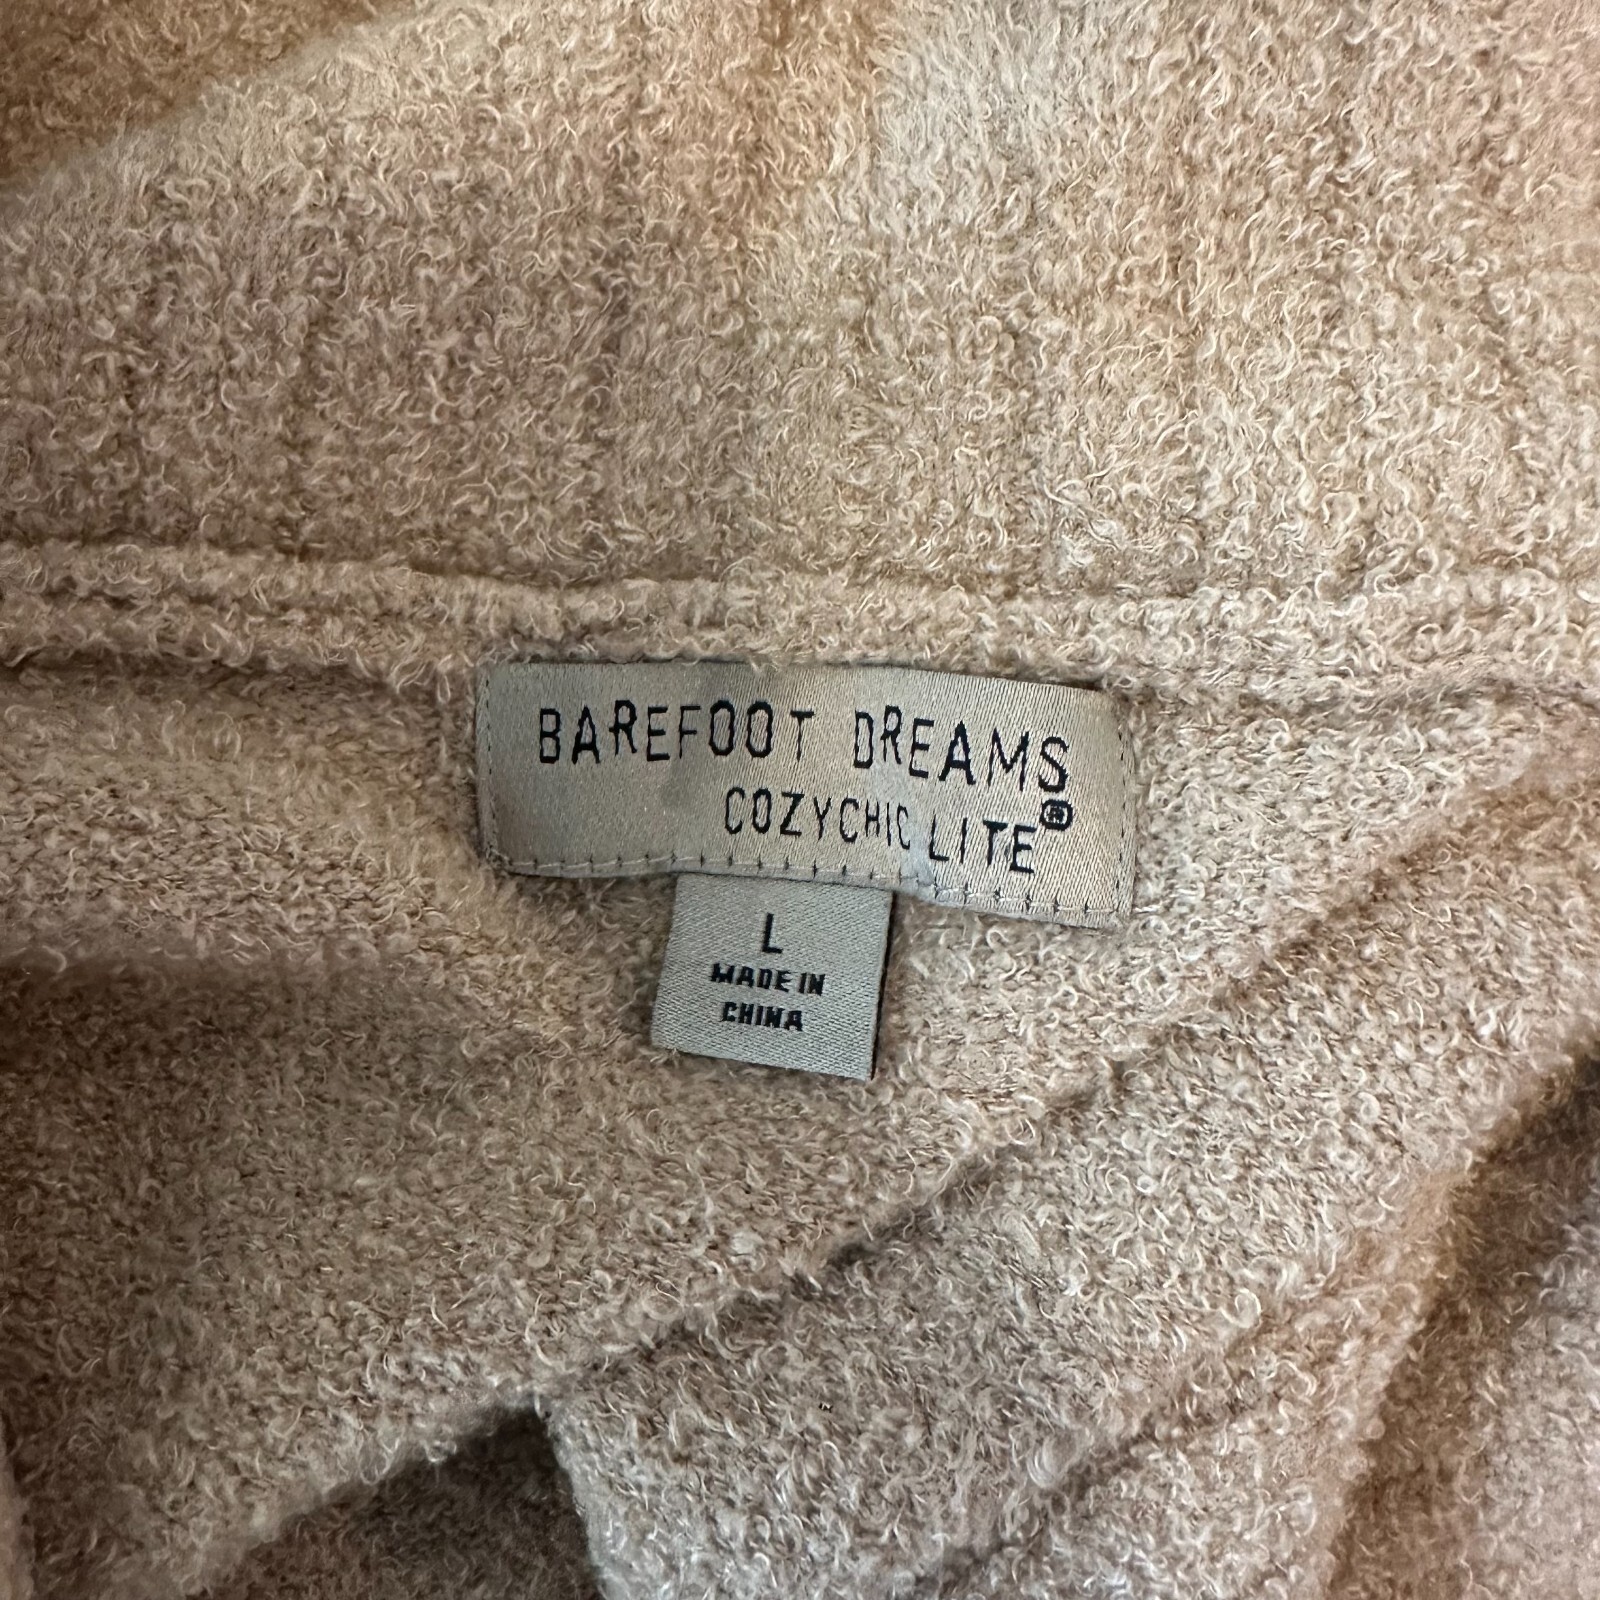 BAREFOOT DREAMS
COZYCHIC LITE®
L
MADE IN
CHINA